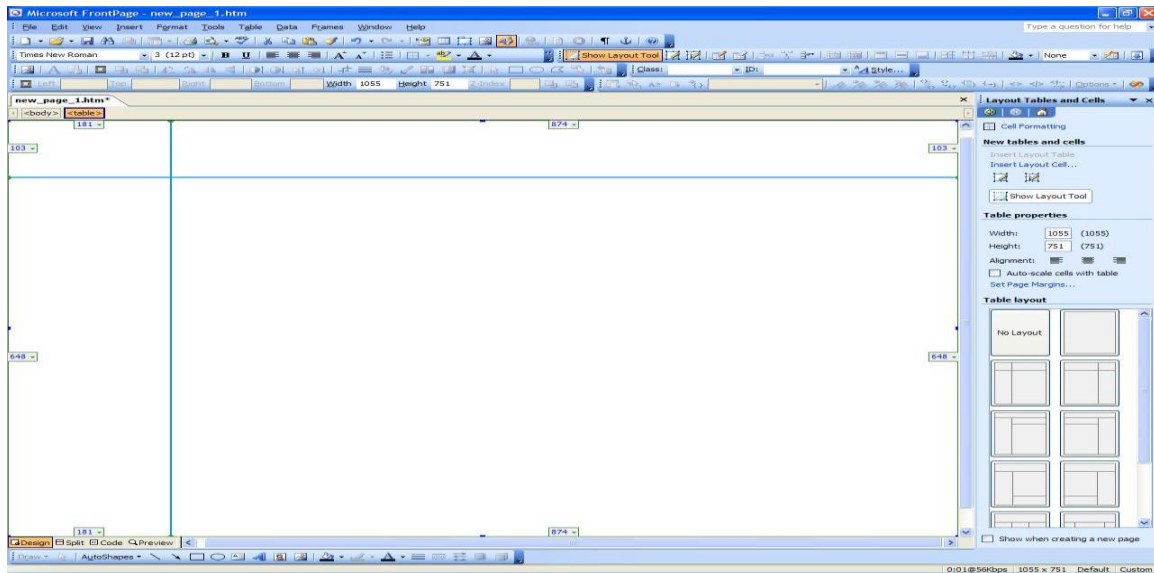 Microsoft FrontPage - new_page_1.htm
File Edit View Insert Format Tools Table Data Frames Window Help
Type a question for help
Times New Roman 3 (12 pt) B U A A Show Layout Tool None
Class: ID: Style...
Left: Top: Right: Bottom: Width 1055 Height 751 Z-Index: Options
new_page_1.htm*
<body> <table>
181 874
103 103
648 648
181 874
Design Split Code Preview
Draw AutoShapes
0:01@56Kbps 1055 x 751 Default Custom
Layout Tables and Cells
Cell Formatting
New tables and cells
Insert Layout Table
Insert Layout Cell...
Show Layout Tool
Table properties
Width: 1055 (1055)
Height: 751 (751)
Alignment:
Auto-scale cells with table
Set Page Margins...
Table layout
No Layout
Show when creating a new page